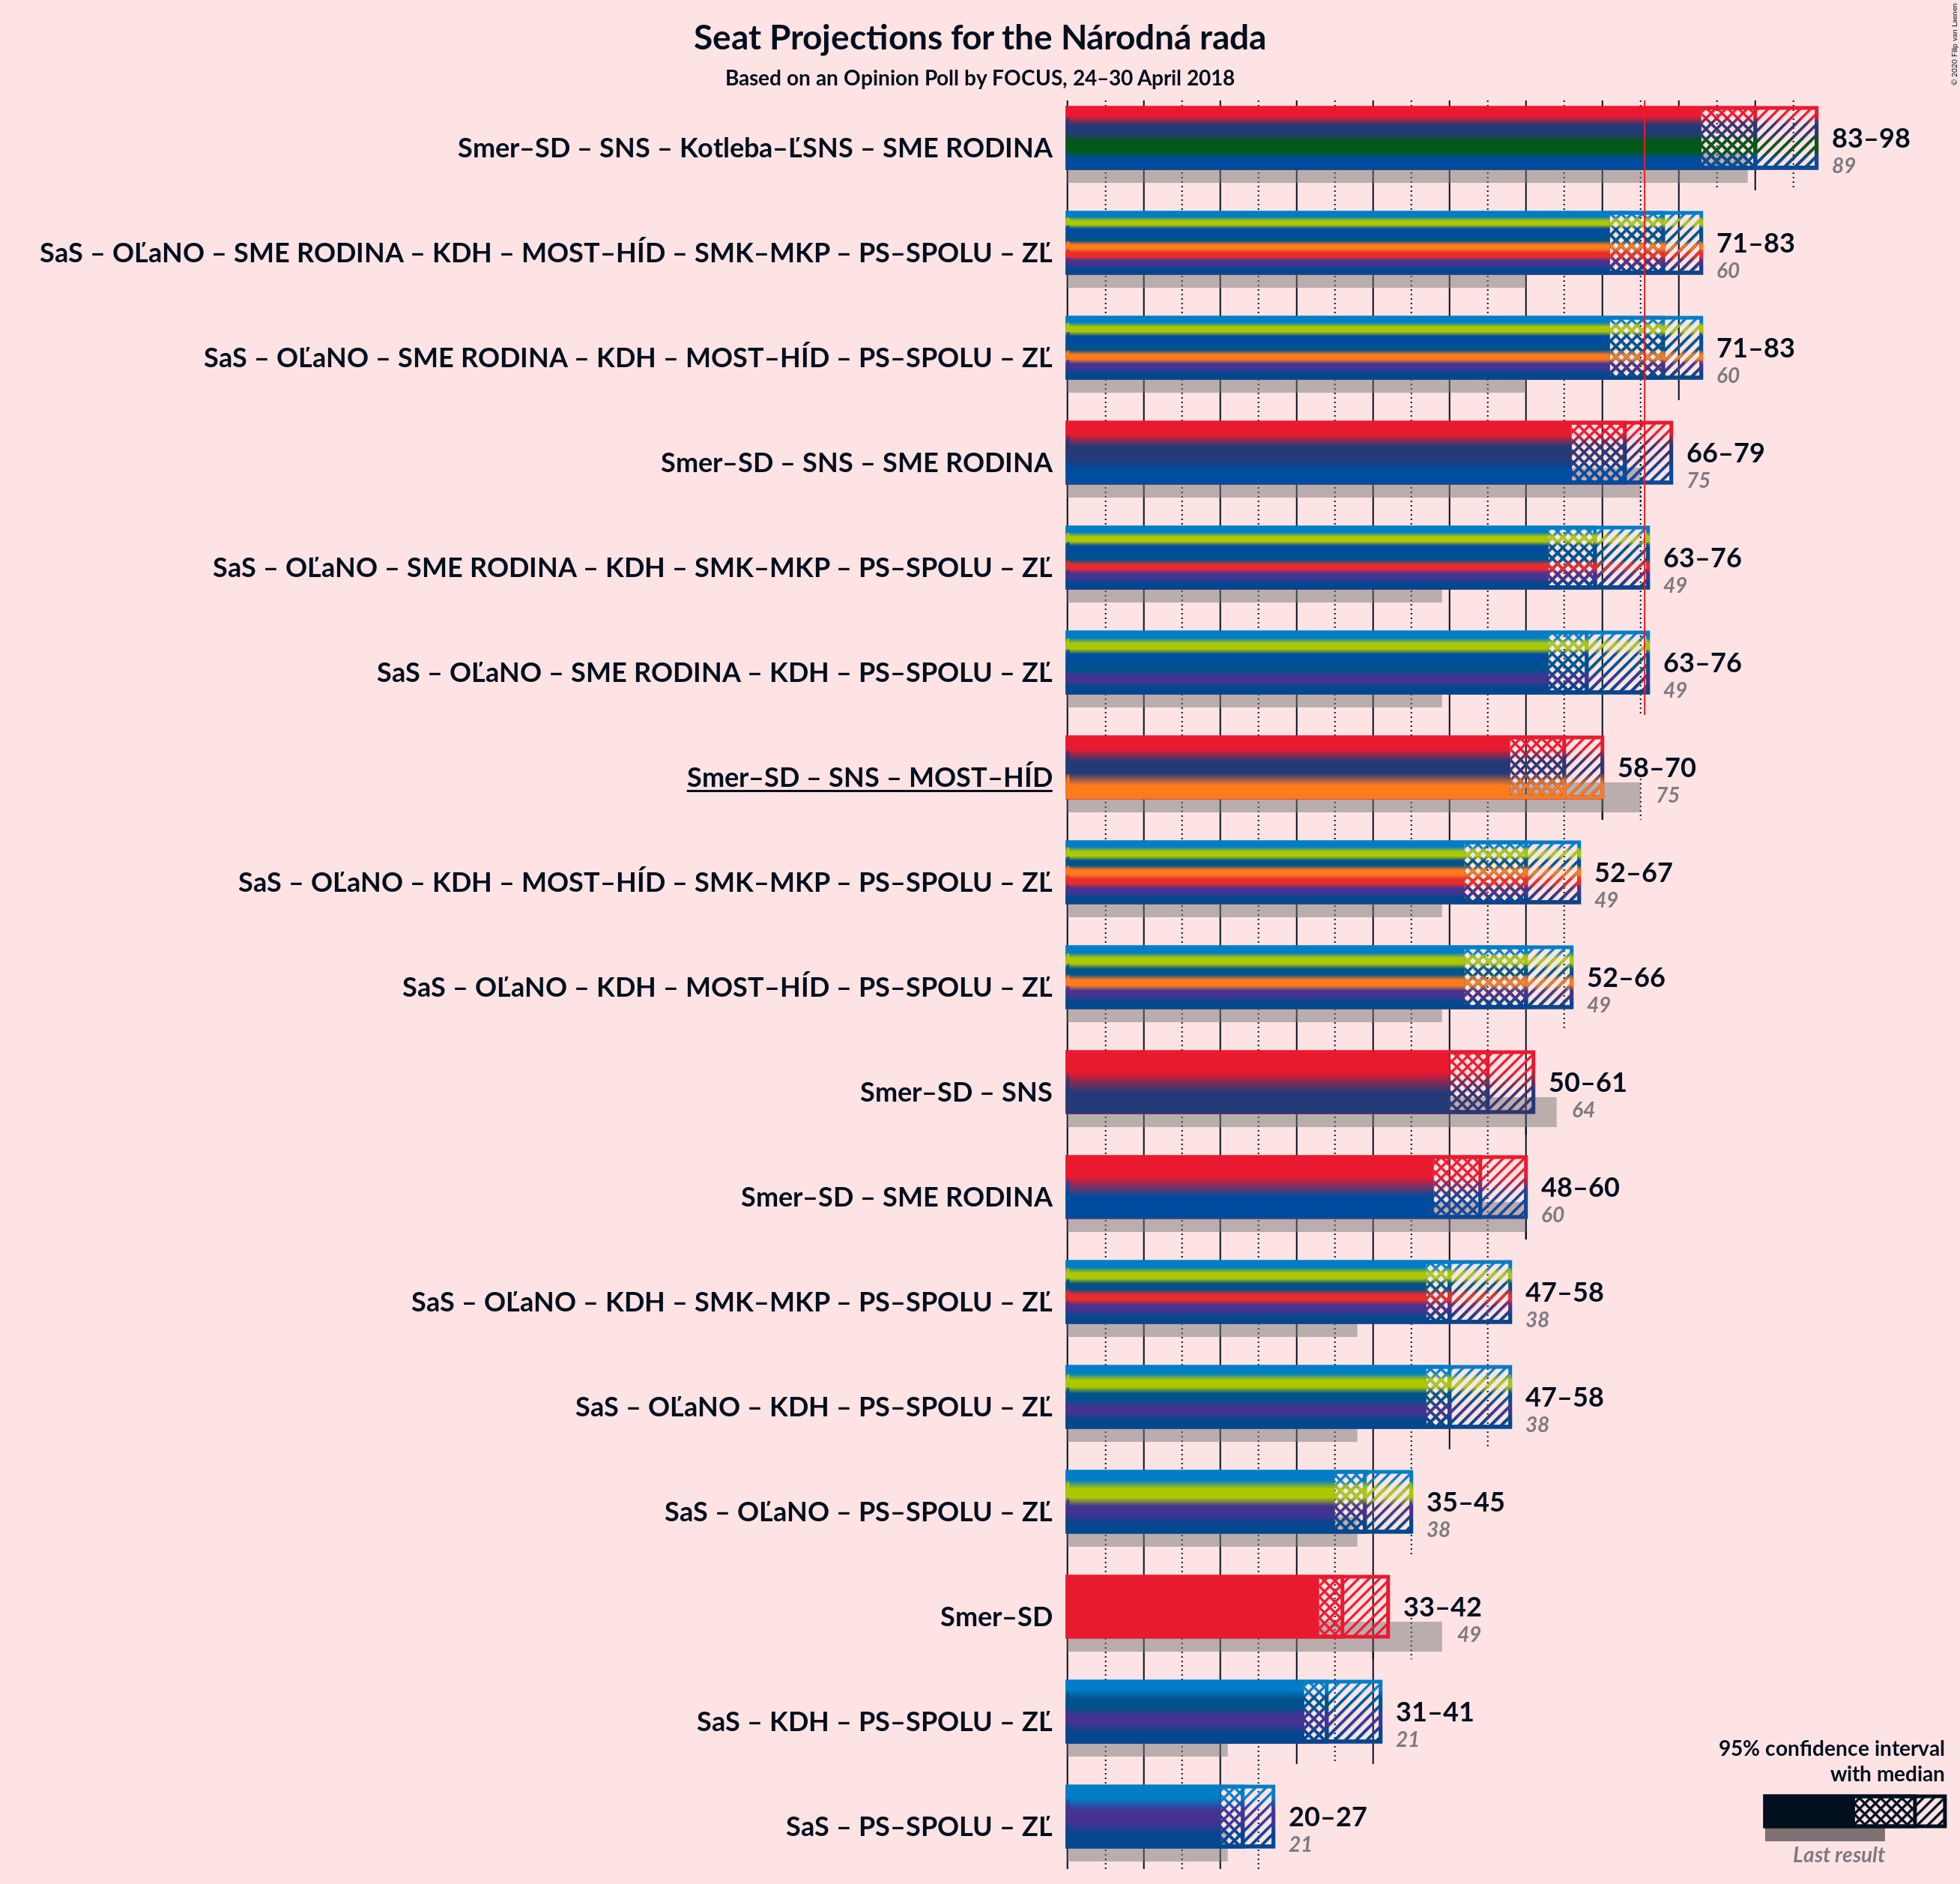 Seat Projections for the Národná rada
Based on an Opinion Poll by FOCUS, 24–30 April 2018
© 2020 Filip van Laenen
Smer–SD – SNS – Kotleba–ĽSNS – SME RODINA
83–98
89
SaS – OĽaNO – SME RODINA – KDH – MOST–HÍD – SMK–MKP – PS–SPOLU – ZĽ
71–83
60
SaS – OĽaNO – SME RODINA – KDH – MOST–HÍD – PS–SPOLU – ZĽ
71–83
60
Smer–SD – SNS – SME RODINA
66–79
75
SaS – OĽaNO – SME RODINA – KDH – SMK–MKP – PS–SPOLU – ZĽ
63–76
49
SaS – OĽaNO – SME RODINA – KDH – PS–SPOLU – ZĽ
63–76
49
Smer–SD – SNS – MOST–HÍD
58–70
75
SaS – OĽaNO – KDH – MOST–HÍD – SMK–MKP – PS–SPOLU – ZĽ
52–67
49
SaS – OĽaNO – KDH – MOST–HÍD – PS–SPOLU – ZĽ
52–66
49
Smer–SD – SNS
50–61
64
Smer–SD – SME RODINA
48–60
60
SaS – OĽaNO – KDH – SMK–MKP – PS–SPOLU – ZĽ
47–58
38
SaS – OĽaNO – KDH – PS–SPOLU – ZĽ
47–58
38
SaS – OĽaNO – PS–SPOLU – ZĽ
35–45
38
Smer–SD
33–42
49
SaS – KDH – PS–SPOLU – ZĽ
31–41
21
SaS – PS–SPOLU – ZĽ
20–27
21
95% confidence interval
with median
Last result